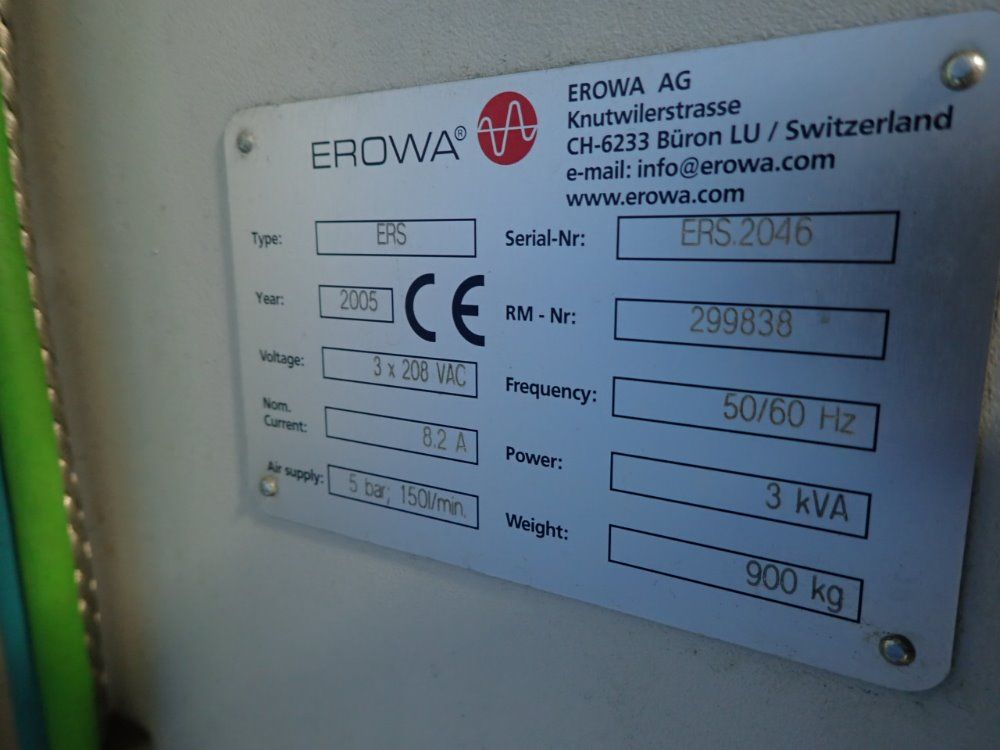 EROWA®
EROWA AG
Knutwilerstrasse
CH-6233 Büron LU / Switzerland
e-mail: info@erowa.com
www.erowa.com
Type: ERS
Serial-Nr: ERS.2046
Year: 2005 CE
RM - Nr: 299838
Voltage: 3 x 208 VAC
Frequency: 50/60 Hz
Nom.
Current: 8.2 A
Power: 3 kVA
Air supply: 5 bar; 150l/min.
Weight: 900 kg